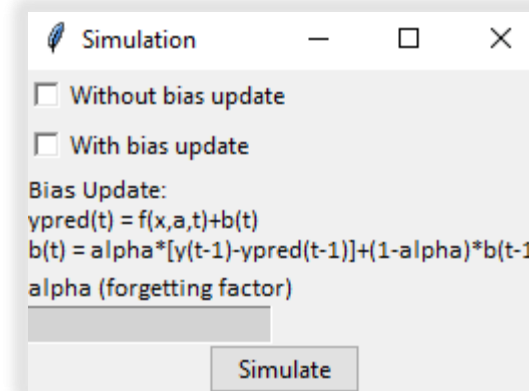 Simulation
Without bias update
With bias update
Bias Update:
ypred(t) = f(x,a,t)+b(t)
b(t) = alpha*[y(t-1)-ypred(t-1)]+(1-alpha)*b(t-1
alpha (forgetting factor)
Simulate